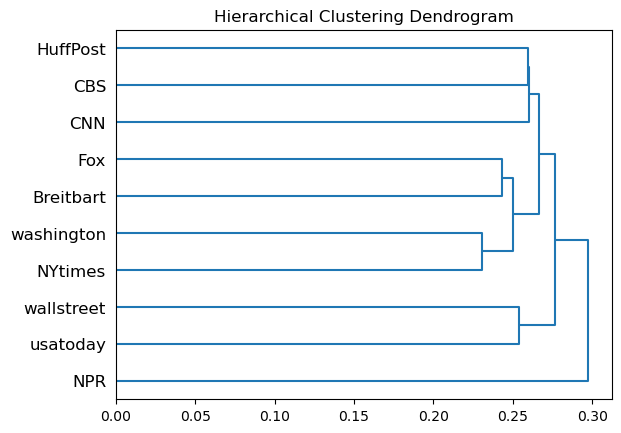 Hierarchical Clustering Dendrogram
HuffPost
CBS
CNN
Fox
Breitbart
washington
NYtimes
wallstreet
usatoday
NPR
0.00 0.05 0.10 0.15 0.20 0.25 0.30